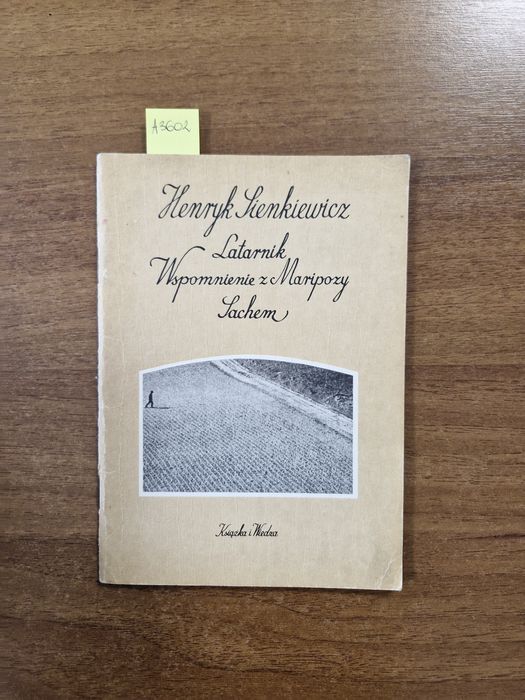 A3602
Henryk Sienkiewicz
Latarnik
Wspomnienie z Maripozy
Sachem
Książka i Wiedza